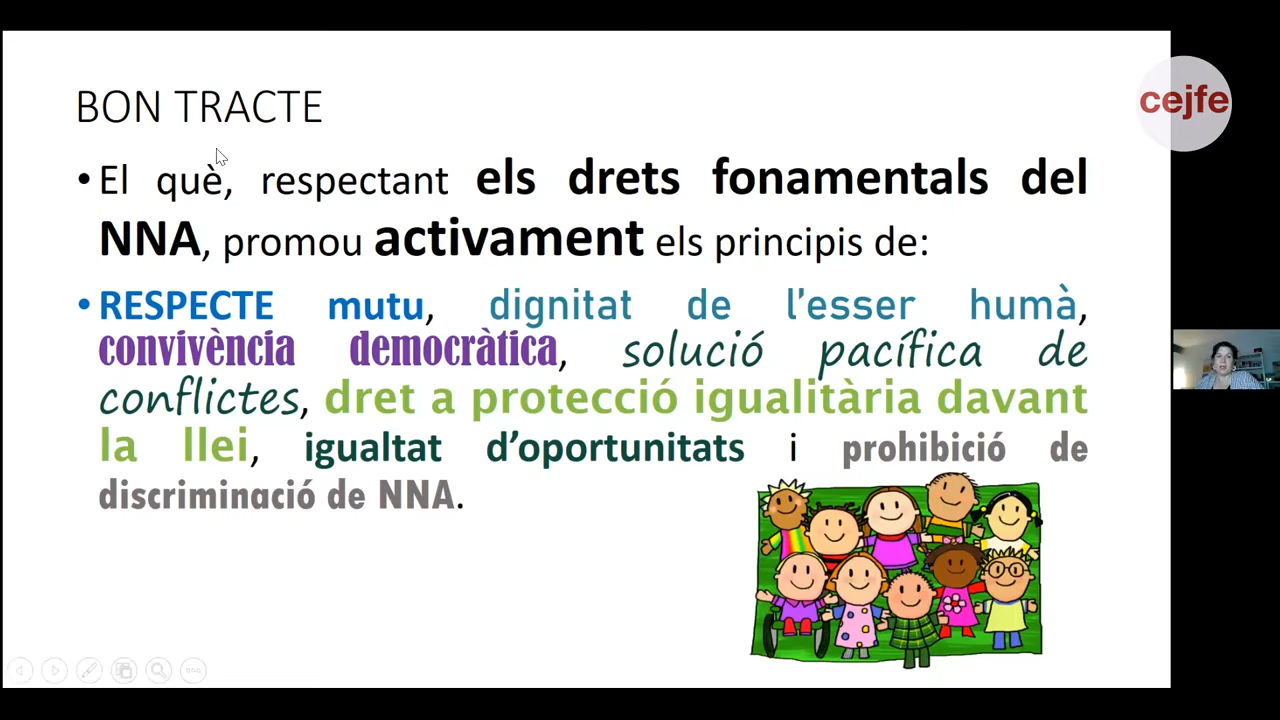 BON TRACTE
cejfe
• El què, respectant els drets fonamentals del
NNA, promou activament els principis de:
• RESPECTE mutu, dignitat de l’esser humà,
convivència democràtica, solució pacífica de
conflictes, dret a protecció igualitària davant
la llei, igualtat d’oportunitats i prohibició de
discriminació de NNA.